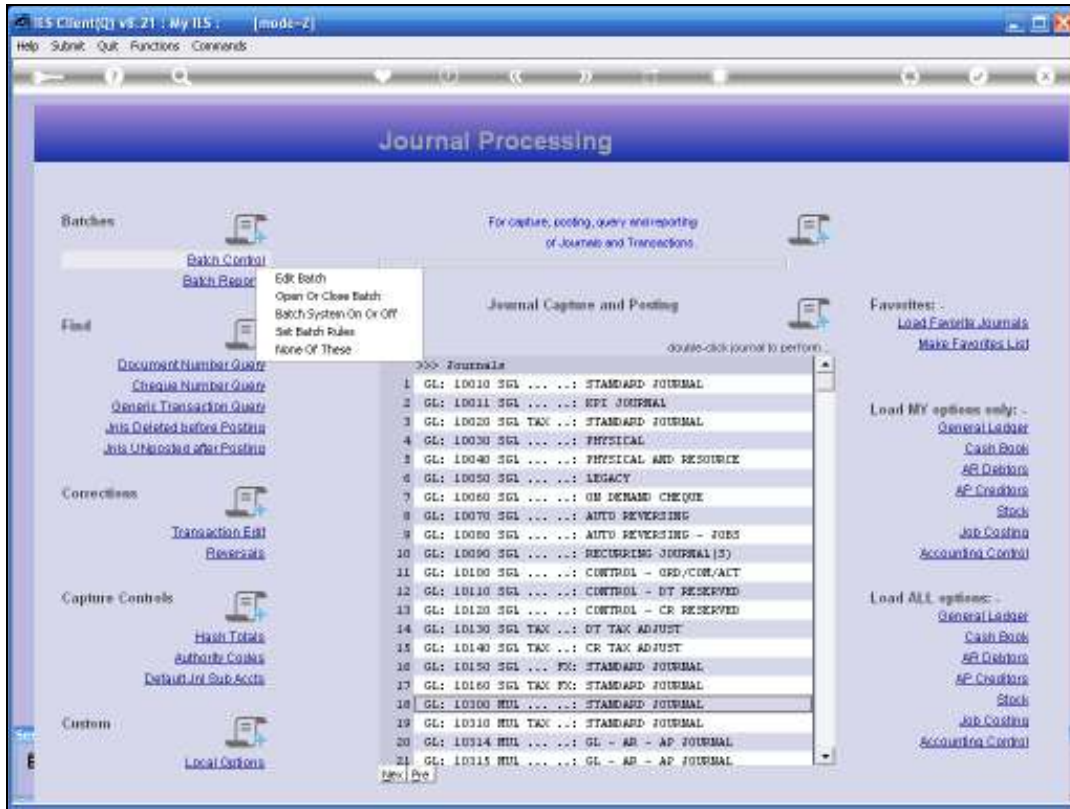 IES Client(Q) v8.21 : My IES : [mode=2]
Help Submit Quit Functions Commands
Journal Processing
Batches
Batch Control
Batch Repor
Edit Batch
Open Or Close Batch
Batch System On Or Off
Set Batch Rules
None Of These
Find
Document Number Query
Cheque Number Query
Generic Transaction Query
Jnls Deleted before Posting
Jnls UNposted after Posting
Corrections
Transaction Edit
Reversals
Capture Controls
Hash Totals
Authority Codes
Default Jnl Sub Accts
Custom
Local Options
For capture, posting, query and reporting
of Journals and Transactions.
Journal Capture and Posting
double-click journal to perform..
>>> Journals
1 GL: 10010 SGL ... ..: STANDARD JOURNAL
2 GL: 10011 SGL ... ..: KPI JOURNAL
3 GL: 10020 SGL TAX ..: STANDARD JOURNAL
4 GL: 10030 SGL ... ..: PHYSICAL
5 GL: 10040 SGL ... ..: PHYSICAL AND RESOURCE
6 GL: 10050 SGL ... ..: LEGACY
7 GL: 10060 SGL ... ..: ON DEMAND CHEQUE
8 GL: 10070 SGL ... ..: AUTO REVERSING
9 GL: 10080 SGL ... ..: AUTO REVERSING - JOBS
10 GL: 10090 SGL ... ..: RECURRING JOURNAL(S)
11 GL: 10100 SGL ... ..: CONTROL - ORD/COM/ACT
12 GL: 10110 SGL ... ..: CONTROL - DT RESERVED
13 GL: 10120 SGL ... ..: CONTROL - CR RESERVED
14 GL: 10130 SGL TAX ..: DT TAX ADJUST
15 GL: 10140 SGL TAX ..: CR TAX ADJUST
16 GL: 10150 SGL ... FX: STANDARD JOURNAL
17 GL: 10160 SGL TAX FX: STANDARD JOURNAL
18 GL: 10300 MUL ... ..: STANDARD JOURNAL
19 GL: 10310 MUL TAX ..: STANDARD JOURNAL
20 GL: 10314 MUL ... ..: GL - AR - AP JOURNAL
21 GL: 10315 MUL ... ..: GL - AR - AP JOURNAL
Nex Pre
Favorites: -
Load Favorite Journals
Make Favorites List
Load MY options only: -
General Ledger
Cash Book
AR Debtors
AP Creditors
Stock
Job Costing
Accounting Control
Load ALL options: -
General Ledger
Cash Book
AR Debtors
AP Creditors
Stock
Job Costing
Accounting Control